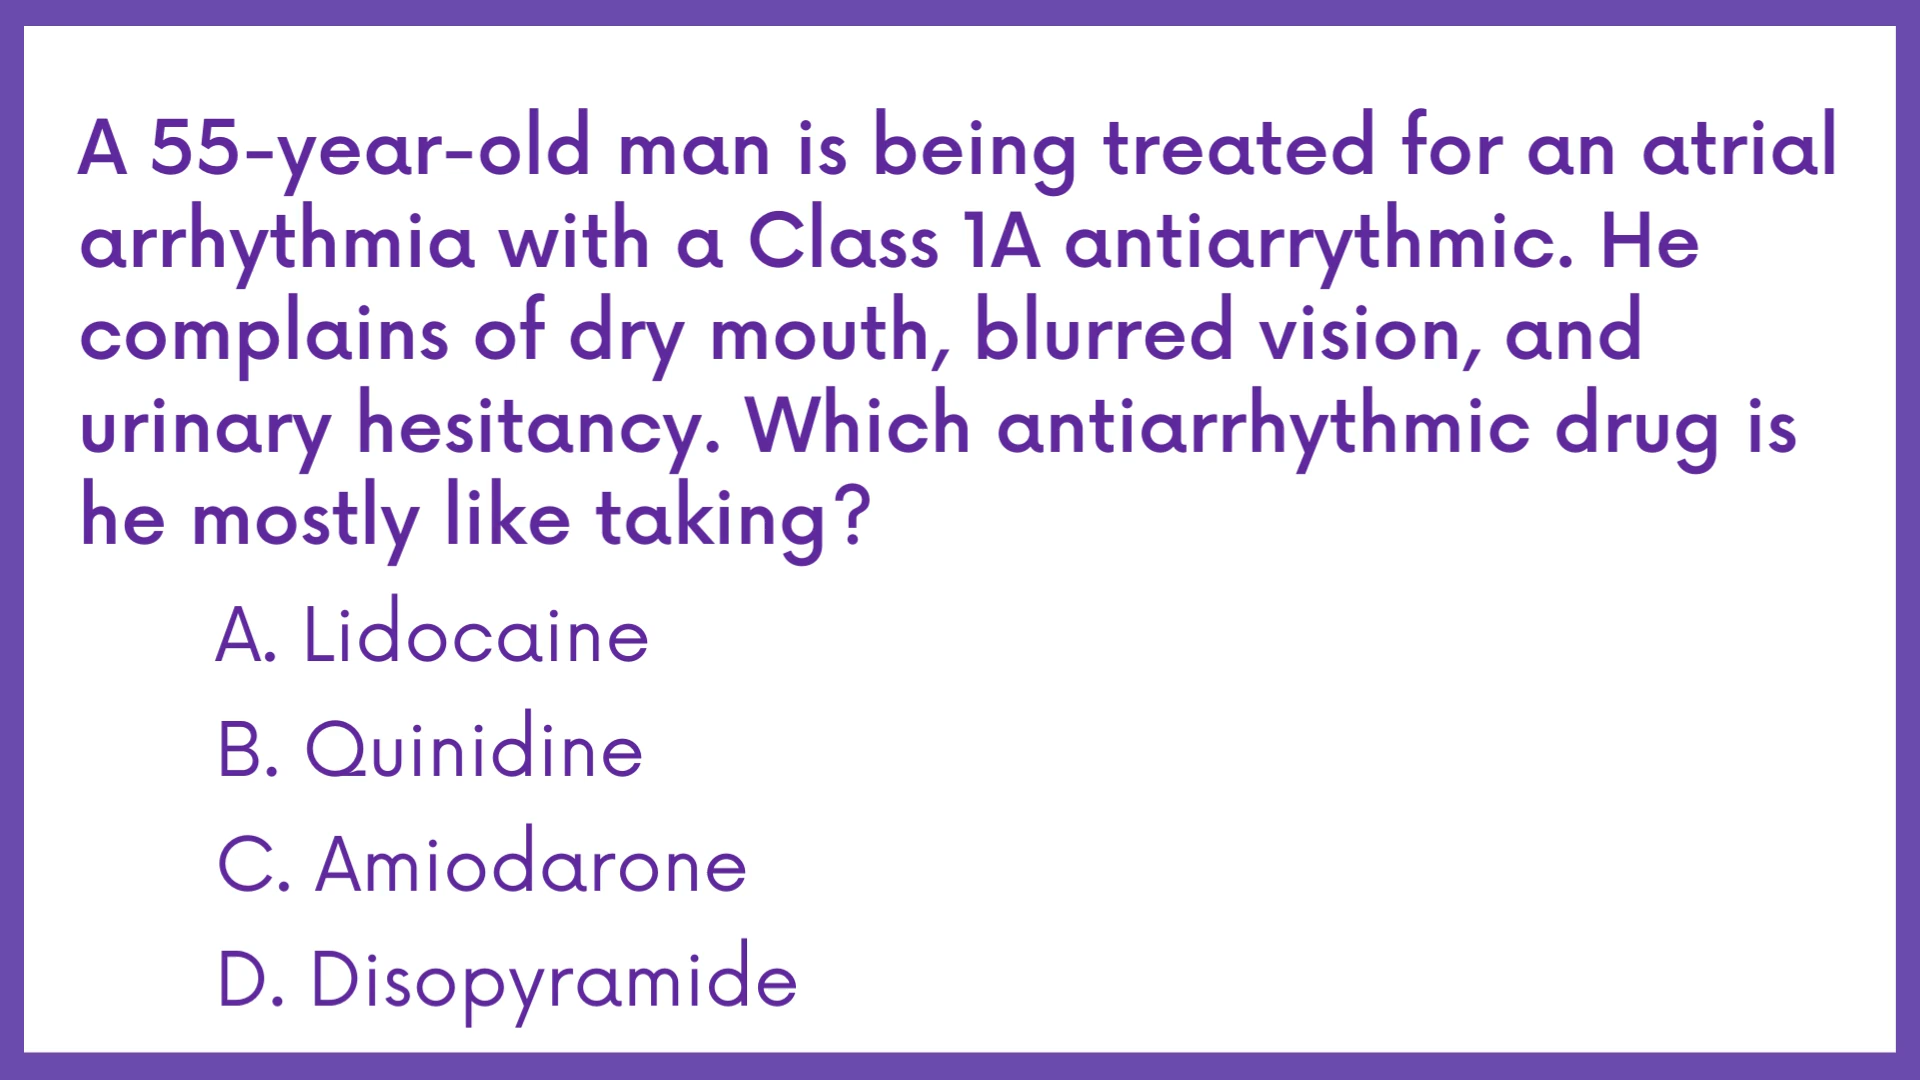 A 55-year-old man is being treated for an atrial
arrhythmia with a Class 1A antiarrythmic. He
complains of dry mouth, blurred vision, and
urinary hesitancy. Which antiarrhythmic drug is
he mostly like taking?
A. Lidocaine
B. Quinidine
C. Amiodarone
D. Disopyramide